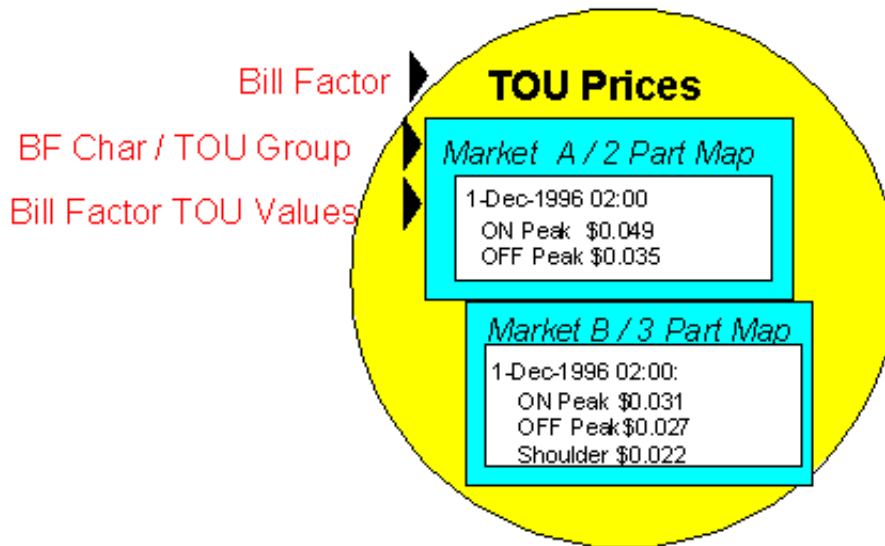 Bill Factor
TOU Prices
BF Char / TOU Group
Market A / 2 Part Map
Bill Factor TOU Values
1-Dec-1996 02:00
ON Peak $0.049
OFF Peak $0.035
Market B / 3 Part Map
1-Dec-1996 02:00:
ON Peak $0.031
OFF Peak $0.027
Shoulder $0.022